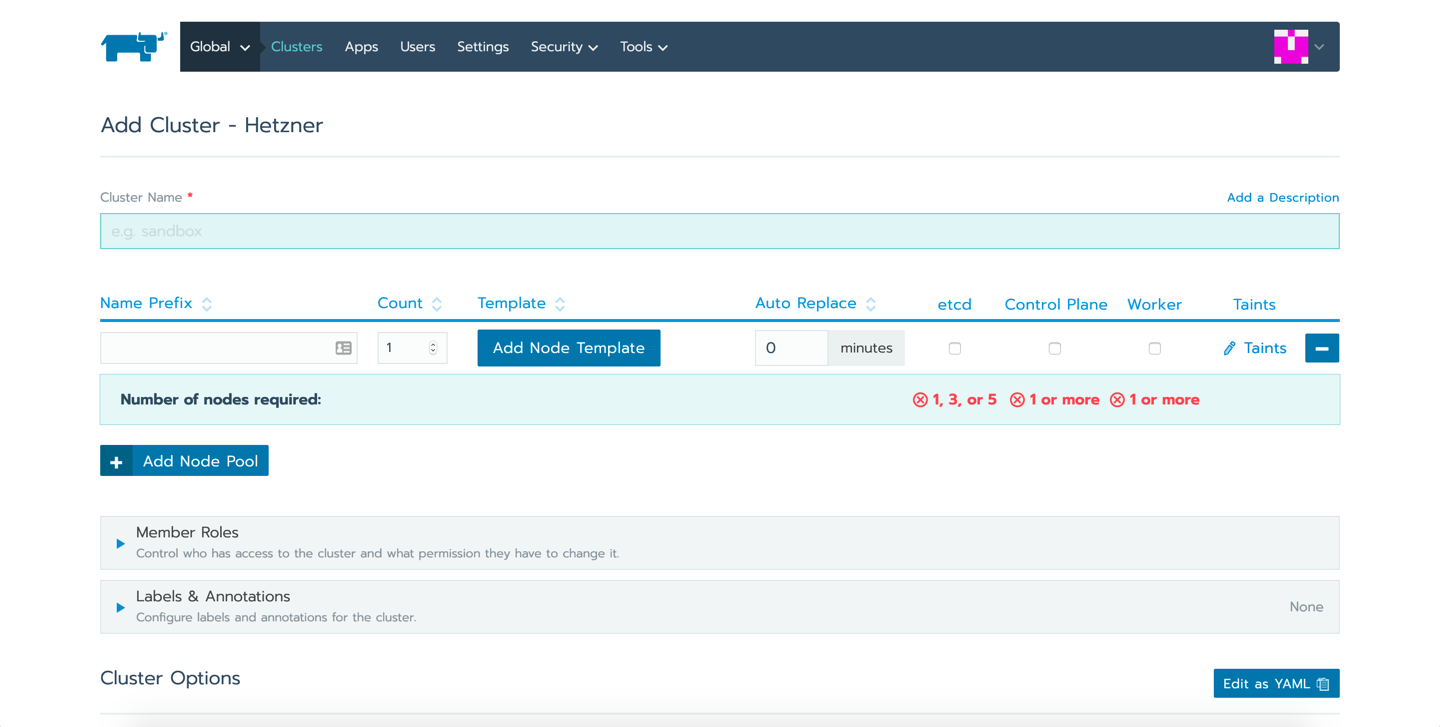 Global Clusters Apps Users Settings Security Tools
Add Cluster - Hetzner
Cluster Name * Add a Description
e.g. sandbox
Name Prefix Count Template Auto Replace etcd Control Plane Worker Taints
1 Add Node Template 0 minutes Taints
Number of nodes required: 1, 3, or 5 1 or more 1 or more
+ Add Node Pool
Member Roles
Control who has access to the cluster and what permission they have to change it.
Labels & Annotations
Configure labels and annotations for the cluster. None
Cluster Options Edit as YAML